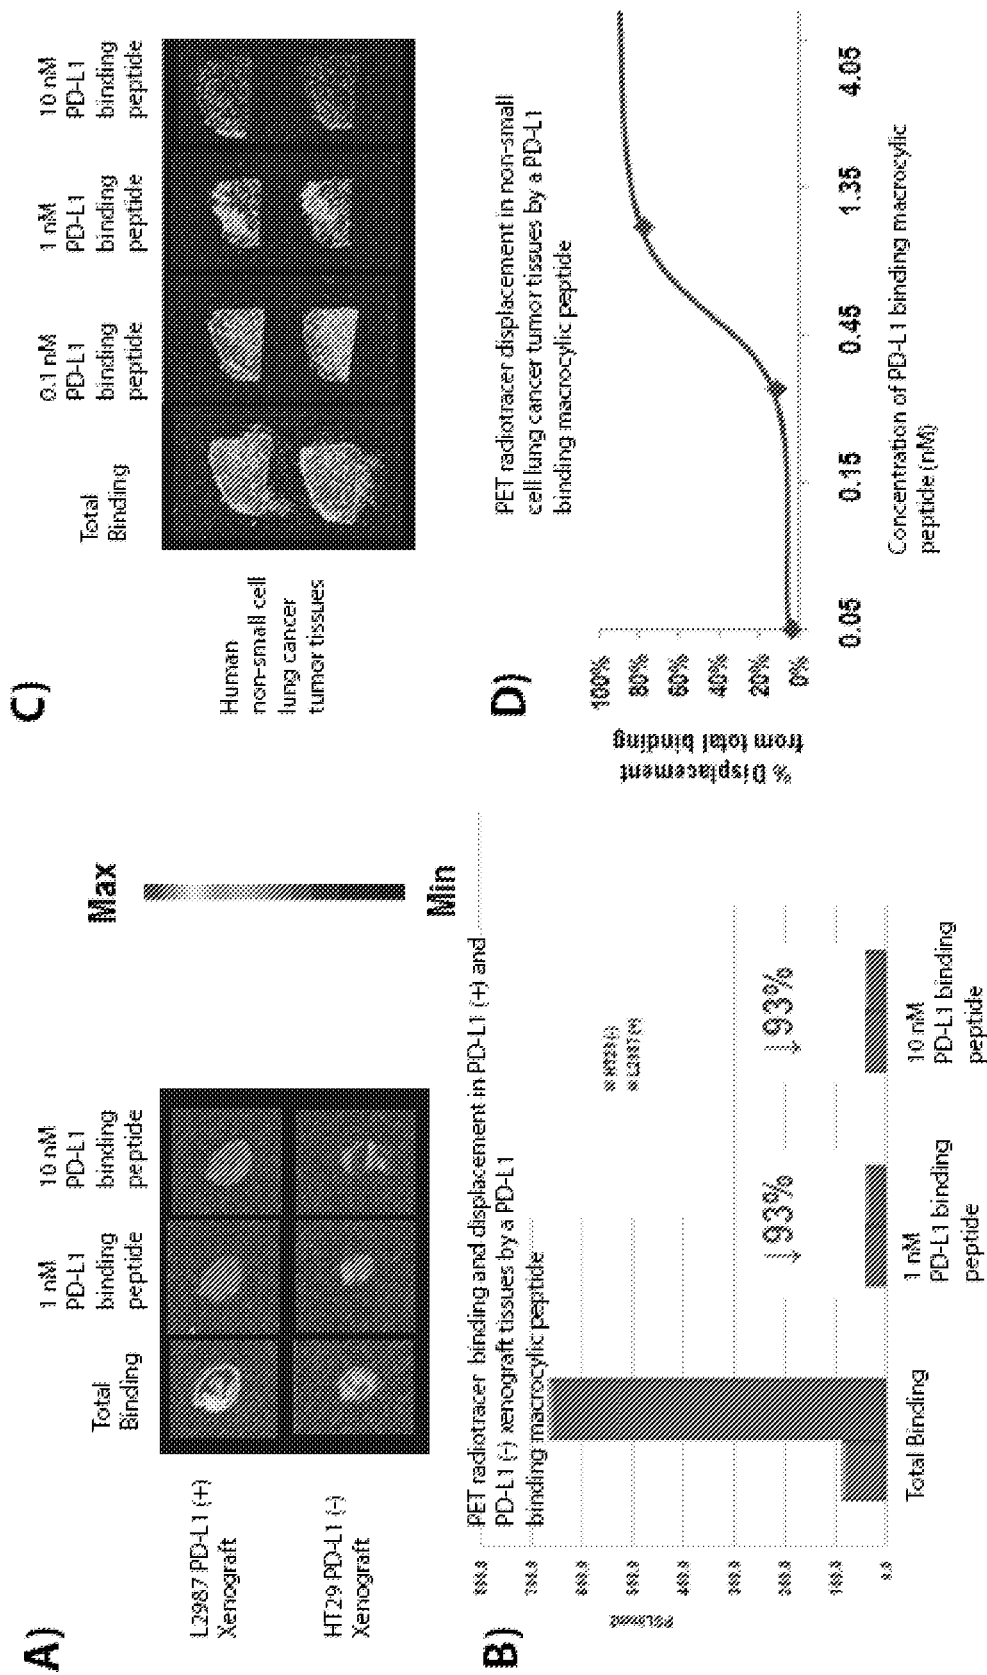 A)
Total
Binding
1 nM
PD-L1
binding
peptide
10 nM
PD-L1
binding
peptide
L2987 PD-L1 (+)
Xenograft
HT29 PD-L1 (-)
Xenograft
Max
Min
B)
PET radiotracer binding and displacement in PD-L1 (+) and
PD-L1 (-) xenograft tissues by a PD-L1
binding macrocylic peptide
HT29 (-)
L2987 (+)
↓93%
↓93%
0.0
Total Binding
1 nM
PD-L1 binding
peptide
10 nM
PD-L1 binding
peptide
C)
Total
Binding
0.1 nM
PD-L1
binding
peptide
1 nM
PD-L1
binding
peptide
10 nM
PD-L1
binding
peptide
Human
non-small cell
lung cancer
tumor tissues
D)
PET radiotracer displacement in non-small
cell lung cancer tumor tissues by a PD-L1
binding macrocylic peptide
% Displacement
from total binding
100%
80%
60%
40%
20%
0%
0.05
0.15
0.45
1.35
4.05
Concentration of PD-L1 binding macrocylic
peptide (nM)